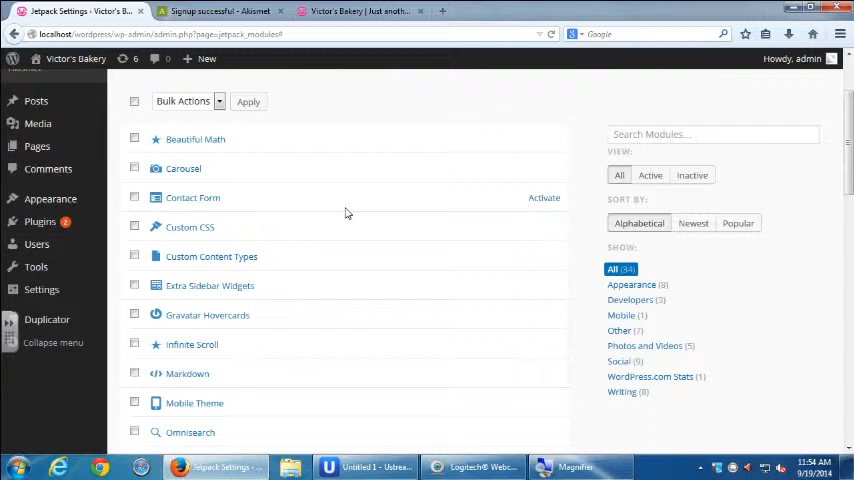 Jetpack Settings - Victor's B...
Signup successful - Akismet
Victor's Bakery | Just anoth...
localhost/wordpress/wp-admin/admin.php?page=jetpack_modules#
Google
Victor's Bakery
6
0
New
Howdy, admin
Posts
Media
Pages
Comments
Appearance
Plugins 2
Users
Tools
Settings
Duplicator
Collapse menu
Bulk Actions
Apply
Beautiful Math
Carousel
Contact Form
Activate
Custom CSS
Custom Content Types
Extra Sidebar Widgets
Gravatar Hovercards
Infinite Scroll
Markdown
Mobile Theme
Omnisearch
Search Modules...
VIEW:
All Active Inactive
SORT BY:
Alphabetical Newest Popular
SHOW:
All (34)
Appearance (8)
Developers (3)
Mobile (1)
Other (7)
Photos and Videos (5)
Social (9)
WordPress.com Stats (1)
Writing (8)
Jetpack Settings - Vi...
Untitled 1 - Ustrea...
Logitech® Webc...
Magnifier
11:54 AM
9/19/2014